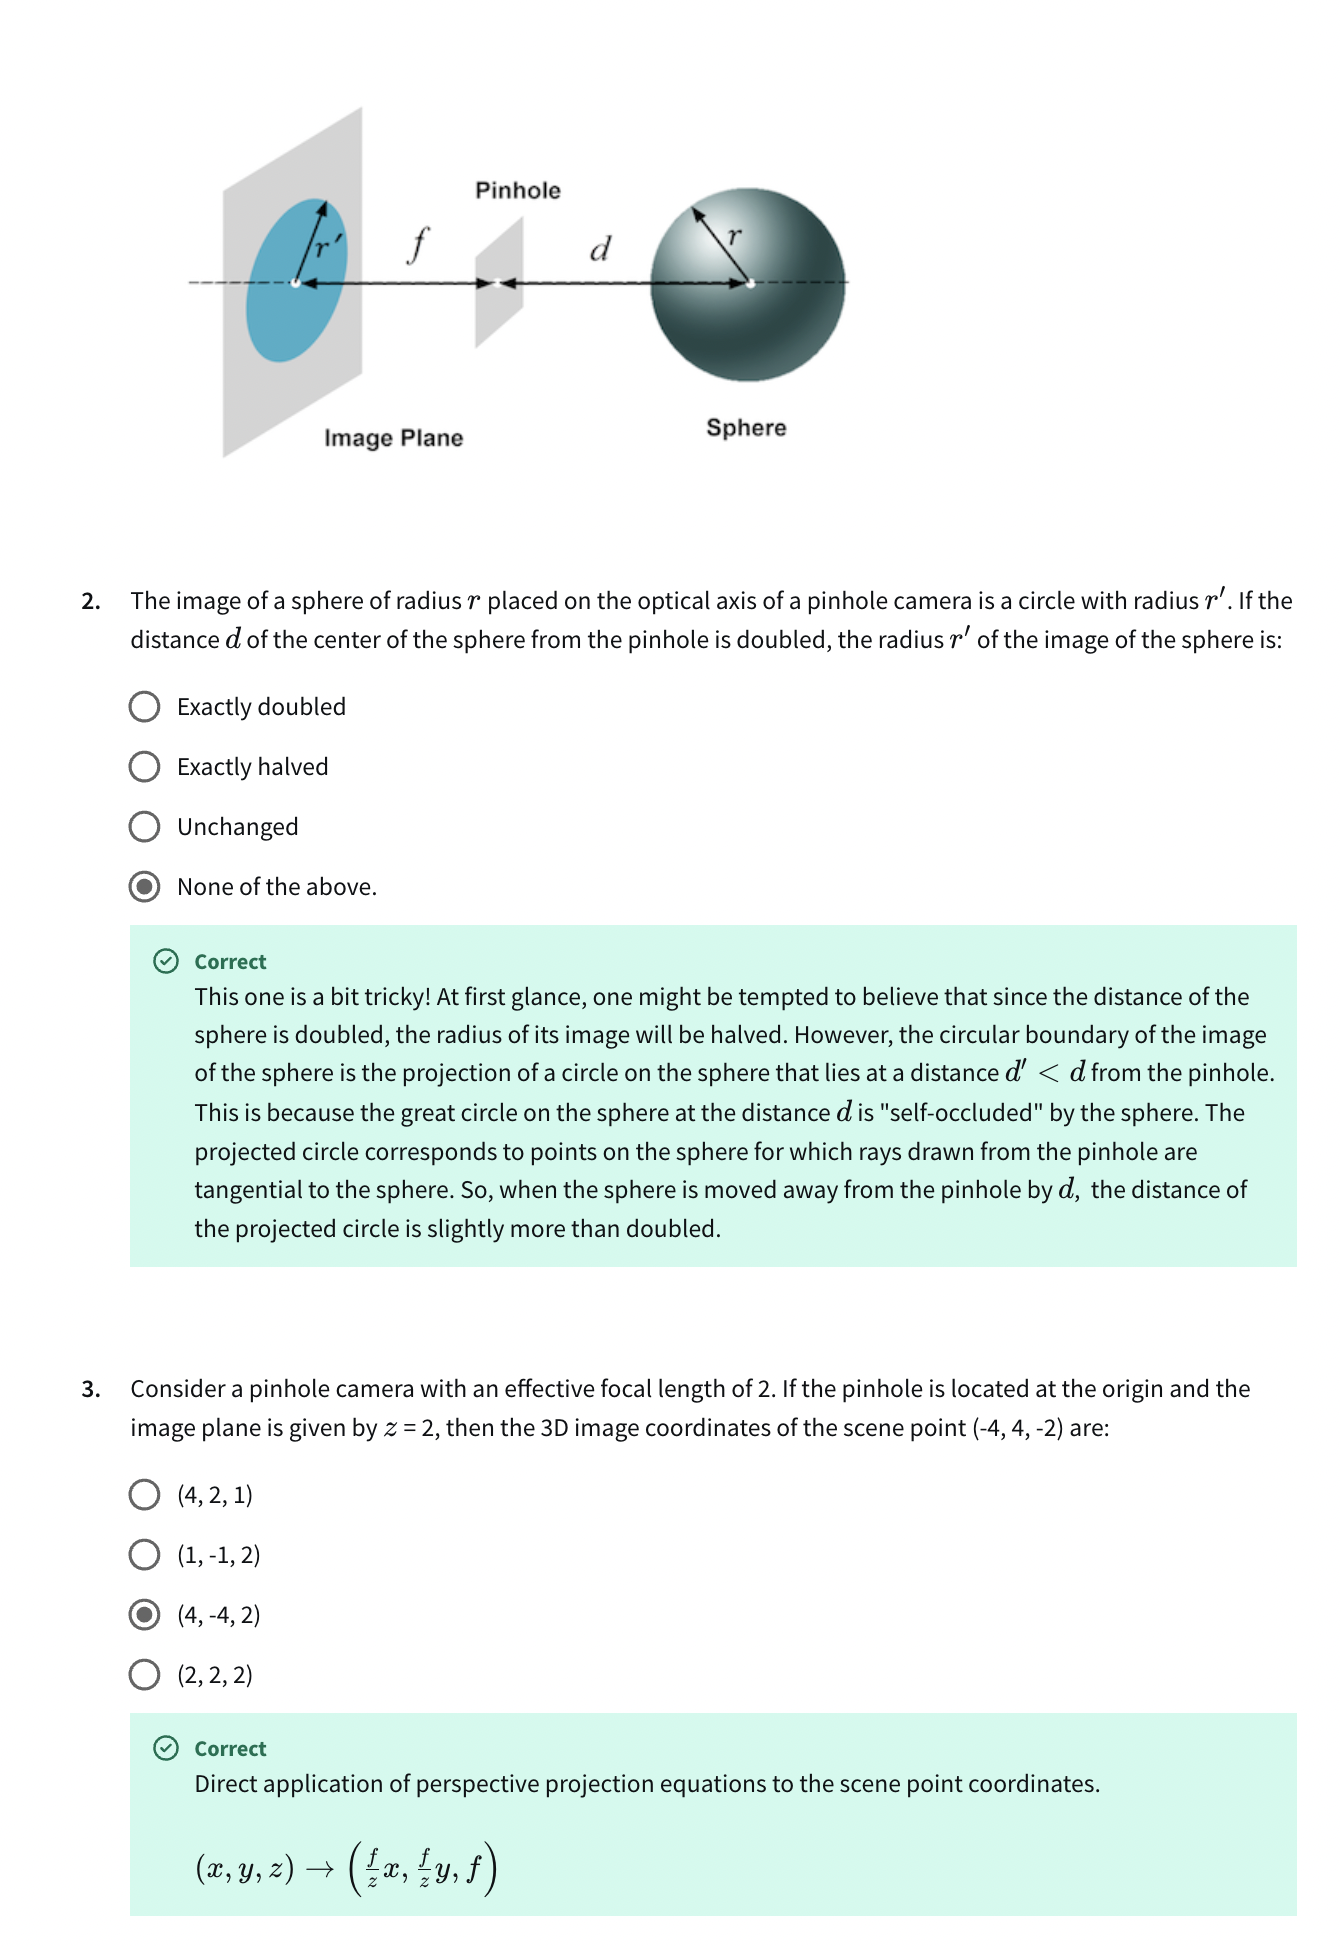 Pinhole
r′
f
d
r
Image Plane
Sphere
2. The image of a sphere of radius r placed on the optical axis of a pinhole camera is a circle with radius r′. If the
distance d of the center of the sphere from the pinhole is doubled, the radius r′ of the image of the sphere is:
Exactly doubled
Exactly halved
Unchanged
None of the above.
Correct
This one is a bit tricky! At first glance, one might be tempted to believe that since the distance of the
sphere is doubled, the radius of its image will be halved. However, the circular boundary of the image
of the sphere is the projection of a circle on the sphere that lies at a distance d′ < d from the pinhole.
This is because the great circle on the sphere at the distance d is "self-occluded" by the sphere. The
projected circle corresponds to points on the sphere for which rays drawn from the pinhole are
tangential to the sphere. So, when the sphere is moved away from the pinhole by d, the distance of
the projected circle is slightly more than doubled.
3. Consider a pinhole camera with an effective focal length of 2. If the pinhole is located at the origin and the
image plane is given by z = 2, then the 3D image coordinates of the scene point (-4, 4, -2) are:
(4, 2, 1)
(1, -1, 2)
(4, -4, 2)
(2, 2, 2)
Correct
Direct application of perspective projection equations to the scene point coordinates.
(x, y, z) → (f/z x, f/z y, f)